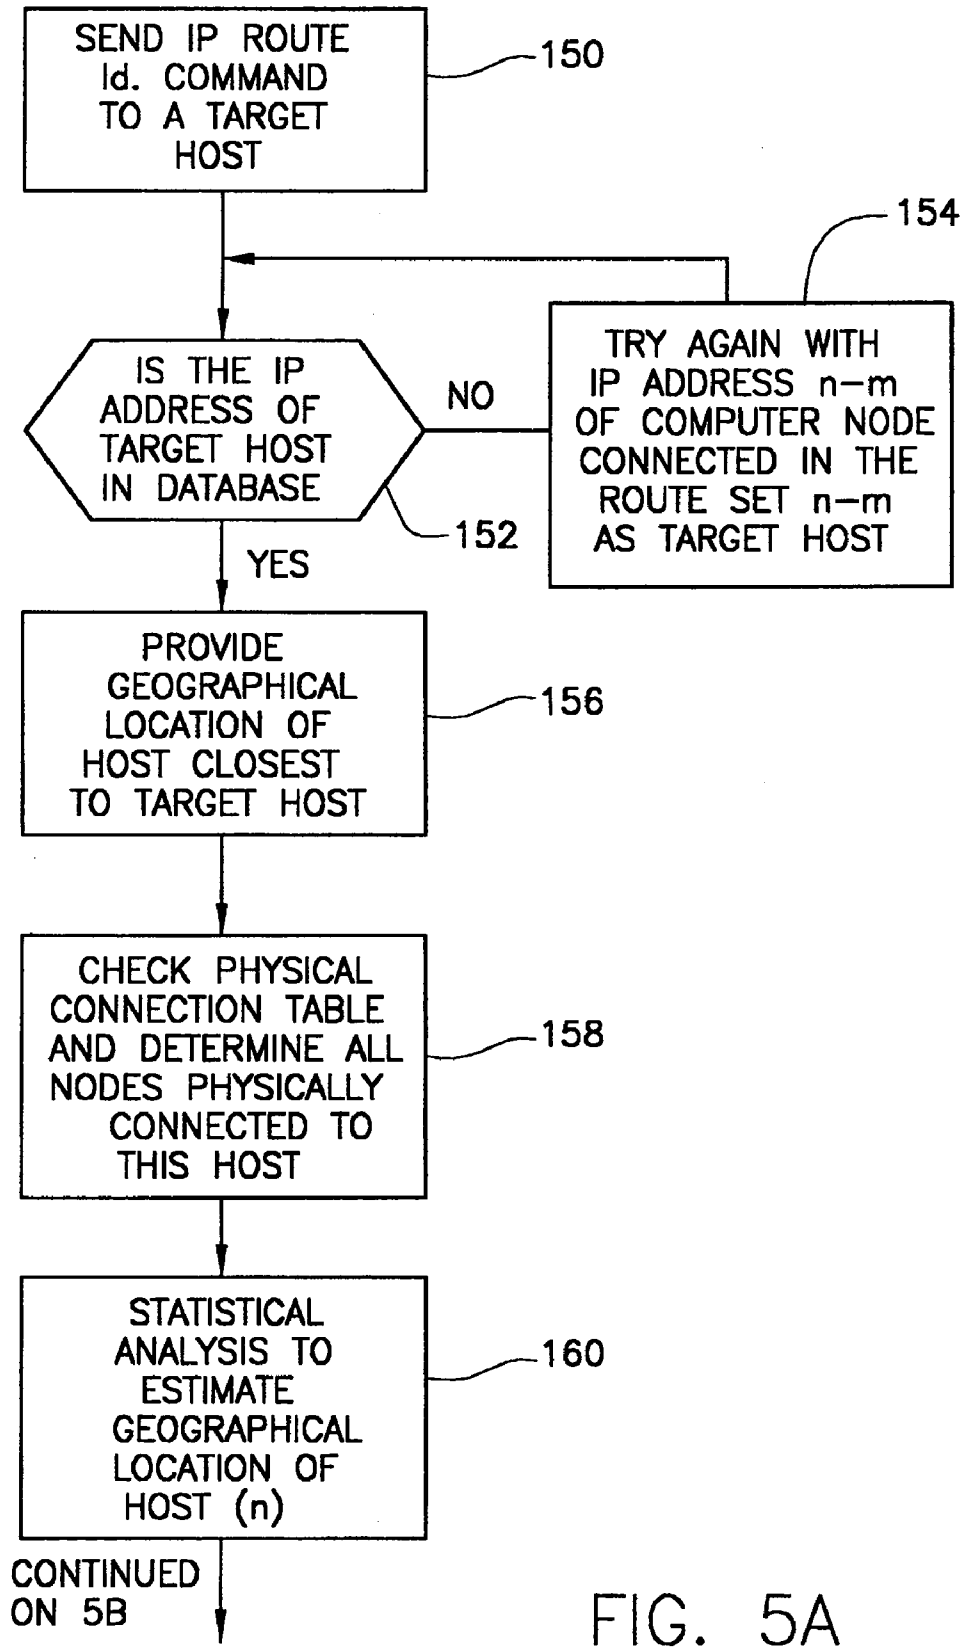 SEND IP ROUTE
Id. COMMAND
TO A TARGET
HOST
150
154
IS THE IP
ADDRESS OF
TARGET HOST
IN DATABASE
NO
152
TRY AGAIN WITH
IP ADDRESS n-m
OF COMPUTER NODE
CONNECTED IN THE
ROUTE SET n-m
AS TARGET HOST
YES
PROVIDE
GEOGRAPHICAL
LOCATION OF
HOST CLOSEST
TO TARGET HOST
156
CHECK PHYSICAL
CONNECTION TABLE
AND DETERMINE ALL
NODES PHYSICALLY
CONNECTED TO
THIS HOST
158
STATISTICAL
ANALYSIS TO
ESTIMATE
GEOGRAPHICAL
LOCATION OF
HOST (n)
160
CONTINUED
ON 5B
FIG. 5A